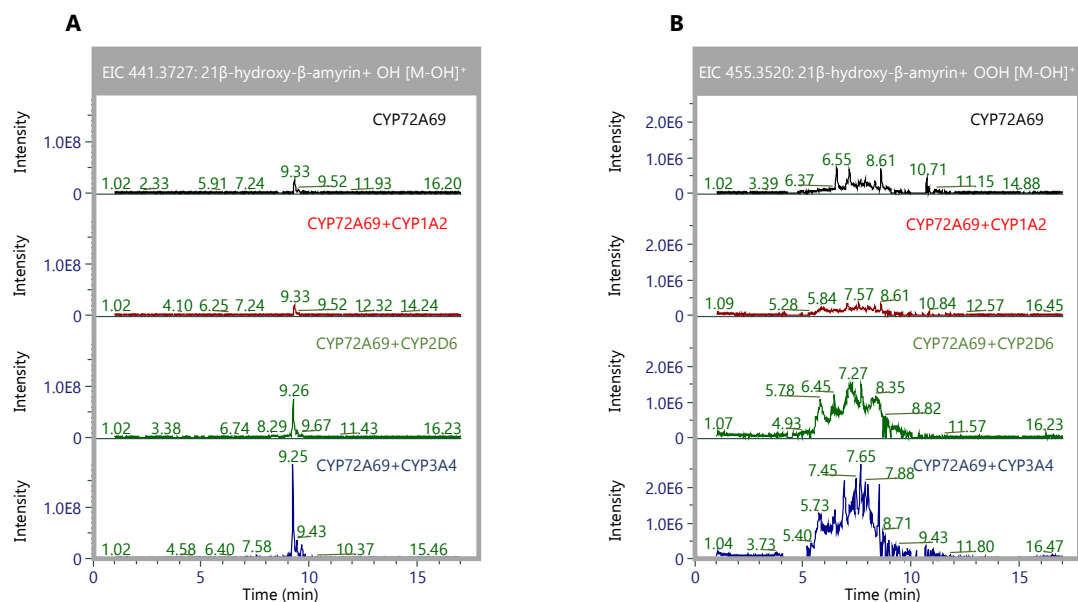 A
EIC 441.3727: 21β-hydroxy-β-amyrin+ OH [M-OH]⁺
Intensity
1.0E8
0
CYP72A69
1.02 2.33 5.91 7.24 9.33 9.52 11.93 16.20
Intensity
1.0E8
0
CYP72A69+CYP1A2
1.02 4.10 6.25 7.24 9.33 9.52 12.32 14.24
Intensity
1.0E8
0
CYP72A69+CYP2D6
1.02 3.38 6.74 8.29 9.26 9.67 11.43 16.23
Intensity
1.0E8
0
CYP72A69+CYP3A4
1.02 4.58 6.40 7.58 9.25 9.43 10.37 15.46
0 5 10 15
Time (min)
B
EIC 455.3520: 21β-hydroxy-β-amyrin+ OOH [M-OH]⁺
Intensity
2.0E6
1.0E6
0
CYP72A69
1.02 3.39 6.37 6.55 8.61 10.71 11.15 14.88
Intensity
2.0E6
1.0E6
0
CYP72A69+CYP1A2
1.09 5.28 5.84 7.57 8.61 10.84 12.57 16.45
Intensity
2.0E6
1.0E6
0
CYP72A69+CYP2D6
1.07 4.93 5.78 6.45 7.27 8.35 8.82 11.57 16.23
Intensity
2.0E6
1.0E6
0
CYP72A69+CYP3A4
1.04 3.73 5.40 5.73 7.45 7.65 7.88 8.71 9.43 11.80 16.47
0 5 10 15
Time (min)